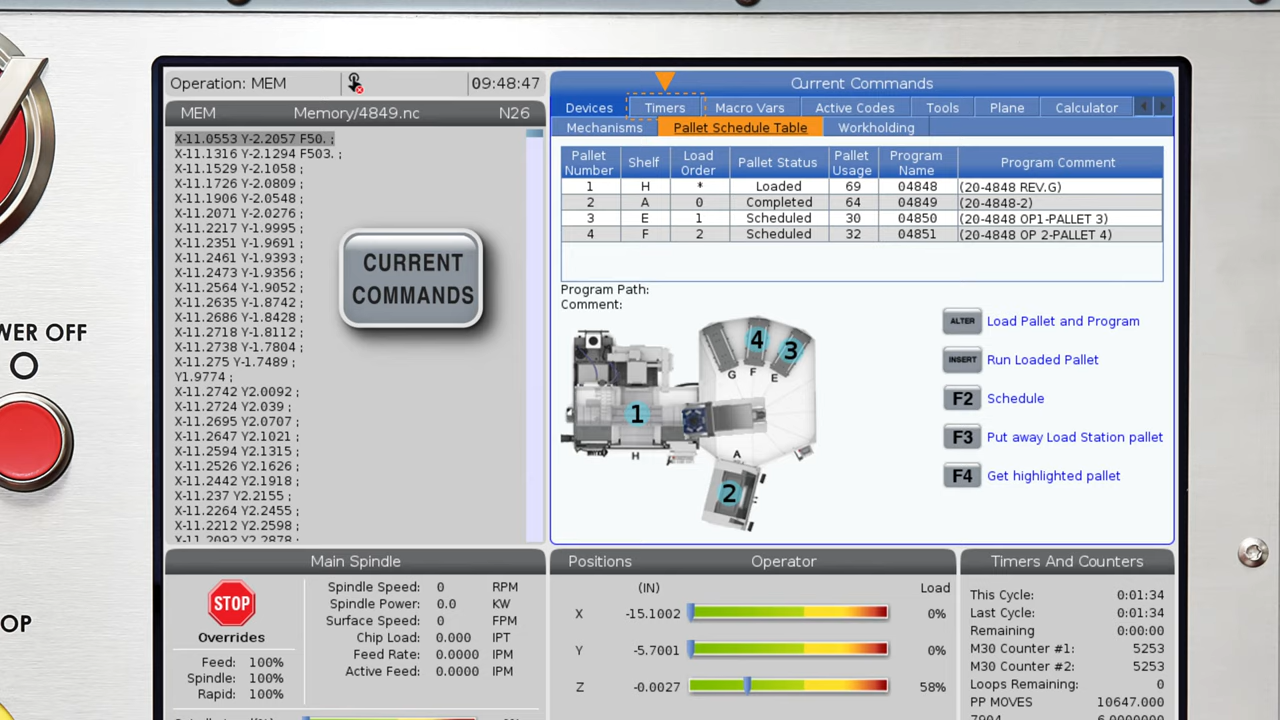 Operation: MEM
09:48:47
MEM Memory/4849.nc N26
X-11.0553 Y-2.2057 F50. ;
X-11.1316 Y-2.1294 F503. ;
X-11.1529 Y-2.1058 ;
X-11.1726 Y-2.0809 ;
X-11.1906 Y-2.0548 ;
X-11.2071 Y-2.0276 ;
X-11.2217 Y-1.9995 ;
X-11.2351 Y-1.9691 ;
X-11.2461 Y-1.9393 ;
X-11.2473 Y-1.9356 ;
X-11.2564 Y-1.9052 ;
X-11.2635 Y-1.8742 ;
X-11.2686 Y-1.8428 ;
X-11.2718 Y-1.8112 ;
X-11.2738 Y-1.7804 ;
X-11.275 Y-1.7489 ;
Y1.9774 ;
X-11.2742 Y2.0092 ;
X-11.2724 Y2.039 ;
X-11.2695 Y2.0707 ;
X-11.2647 Y2.1021 ;
X-11.2594 Y2.1315 ;
X-11.2526 Y2.1626 ;
X-11.2442 Y2.1918 ;
X-11.237 Y2.2155 ;
X-11.2264 Y2.2455 ;
X-11.2212 Y2.2598 ;
X-11.2092 Y2.2878 ;
CURRENT
COMMANDS
Current Commands
Devices Timers Macro Vars Active Codes Tools Plane Calculator
Mechanisms Pallet Schedule Table Workholding
Pallet Number Shelf Load Order Pallet Status Pallet Usage Program Name Program Comment
1 H * Loaded 69 O4848 (20-4848 REV.G)
2 A 0 Completed 64 O4849 (20-4848-2)
3 E 1 Scheduled 30 O4850 (20-4848 OP1-PALLET 3)
4 F 2 Scheduled 32 O4851 (20-4848 OP 2-PALLET 4)
Program Path:
Comment:
4 3
G F E
1
H
A
2
ALTER Load Pallet and Program
INSERT Run Loaded Pallet
F2 Schedule
F3 Put away Load Station pallet
F4 Get highlighted pallet
WER OFF
OP
Main Spindle
STOP
Overrides
Feed: 100%
Spindle: 100%
Rapid: 100%
Spindle Speed: 0 RPM
Spindle Power: 0.0 KW
Surface Speed: 0 FPM
Chip Load: 0.000 IPT
Feed Rate: 0.0000 IPM
Active Feed: 0.0000 IPM
Positions Operator
(IN) Load
X -15.1002 0%
Y -5.7001 0%
Z -0.0027 58%
Timers And Counters
This Cycle: 0:01:34
Last Cycle: 0:01:34
Remaining 0:00:00
M30 Counter #1: 5253
M30 Counter #2: 5253
Loops Remaining: 0
PP MOVES 10647.000